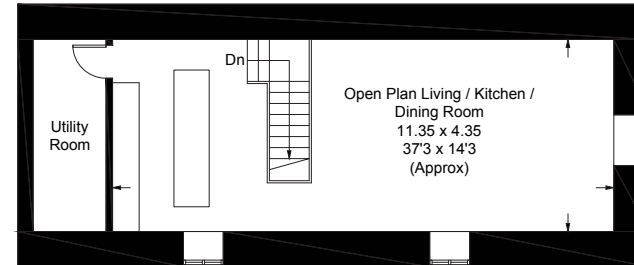 Dn
Utility
Room
Open Plan Living / Kitchen /
Dining Room
11.35 x 4.35
37'3 x 14'3
(Approx)